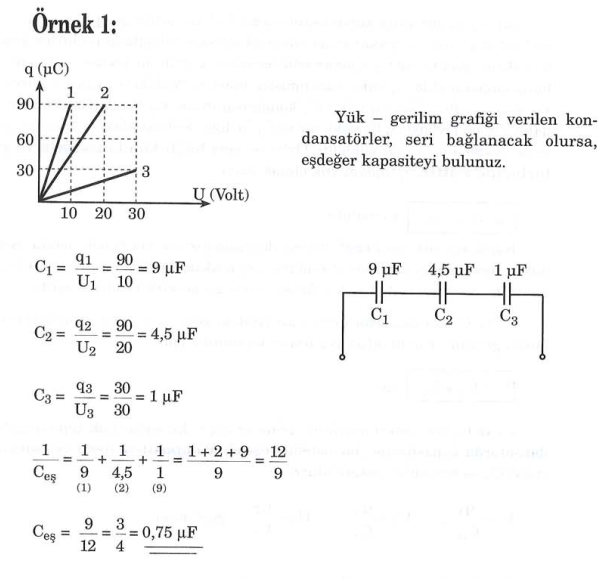 Örnek 1:
q (µC)
1 2
90
60
30
3
U (Volt)
10 20 30
Yük – gerilim grafiği verilen kon-
dansatörler, seri bağlanacak olursa,
eşdeğer kapasiteyi bulunuz.
C1 = q1/U1 = 90/10 = 9 µF
C2 = q2/U2 = 90/20 = 4,5 µF
C3 = q3/U3 = 30/30 = 1 µF
9 µF 4,5 µF 1 µF
C1 C2 C3
1/Ceş = 1/9 + 1/4,5 + 1/1 = 1 + 2 + 9/9 = 12/9
(1) (2) (9)
Ceş = 9/12 = 3/4 = 0,75 µF